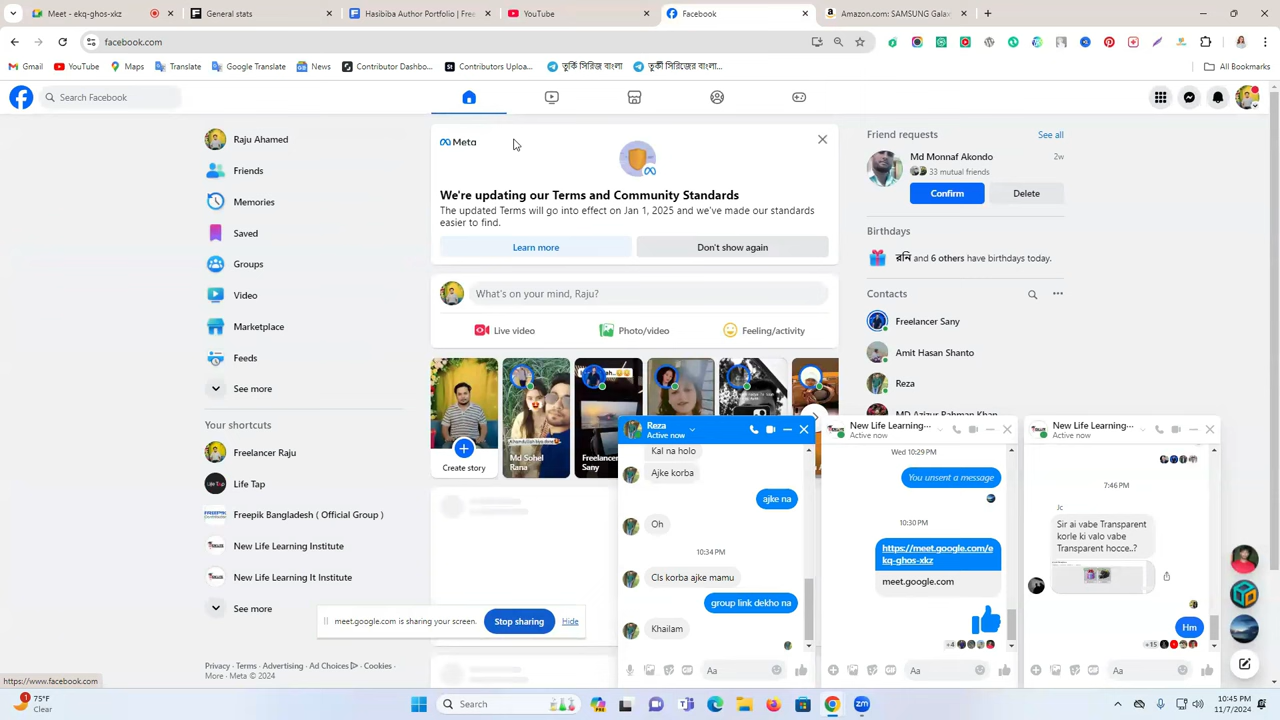 Meet - ekq-ghos-xkz
General stats
Hasibiba Author Portfolio | Free
YouTube
Facebook
Amazon.com: SAMSUNG Gala
facebook.com
Gmail
YouTube
Maps
Translate
Google Translate
News
Contributor Dashbo...
Contributors Uploa...
তুর্কি সিরিজ বাংলা
তুর্কী সিরিজের বাংলা...
All Bookmarks
Search Facebook
Raju Ahamed
Friends
Memories
Saved
Groups
Video
Marketplace
Feeds
See more
Your shortcuts
Freelancer Raju
Life Tap
Freepik Bangladesh ( Official Group )
New Life Learning Institute
New Life Learning It Institute
See more
Privacy · Terms · Advertising · Ad Choices · Cookies ·
More · Meta © 2024
https://www.facebook.com
Meta
We're updating our Terms and Community Standards
The updated Terms will go into effect on Jan 1, 2025 and we've made our standards
easier to find.
Learn more
Don't show again
What's on your mind, Raju?
Live video
Photo/video
Feeling/activity
Create story
Md Sohel
Rana
Freelancer
Sany
meet.google.com is sharing your screen.
Stop sharing
Hide
Friend requests
See all
Md Monnaf Akondo
2w
33 mutual friends
Confirm
Delete
Birthdays
রনি and 6 others have birthdays today.
Contacts
Freelancer Sany
Amit Hasan Shanto
Reza
MD Azizur Rahman Khan
Reza
Active now
Kal na holo
Ajke korba
ajke na
Oh
10:34 PM
Cls korba ajke mamu
group link dekho na
Khailam
Aa
New Life Learning...
Active now
Wed 10:29 PM
You unsent a message
10:30 PM
https://meet.google.com/e
kq-ghos-xkz
meet.google.com
+4
Aa
New Life Learning...
Active now
7:46 PM
Jc
Sir ai vabe Transparent
korle ki valo vabe
Transparent hocce..?
Hm
+15
Aa
75°F
Clear
Search
10:45 PM
11/7/2024